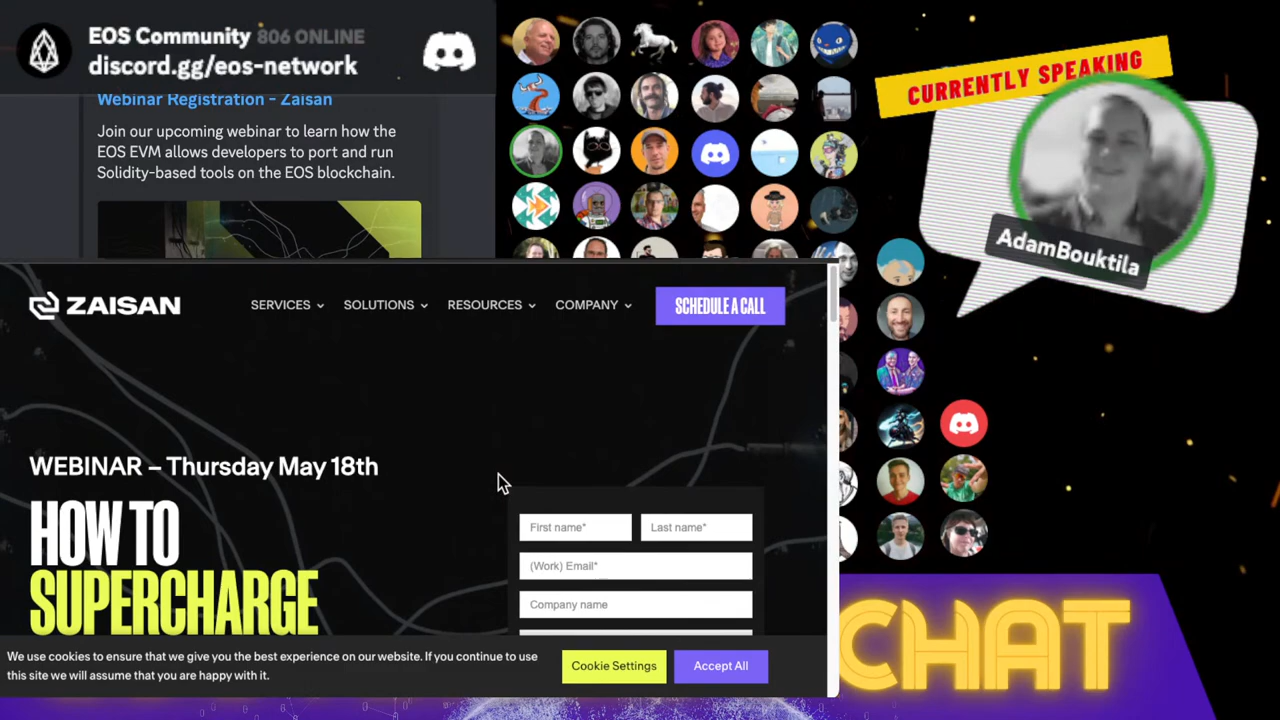 EOS Community 806 ONLINE
discord.gg/eos-network
Webinar Registration - Zaisan
Join our upcoming webinar to learn how the
EOS EVM allows developers to port and run
Solidity-based tools on the EOS blockchain.
CURRENTLY SPEAKING
AdamBouktila
ZAISAN
SERVICES
SOLUTIONS
RESOURCES
COMPANY
SCHEDULE A CALL
WEBINAR – Thursday May 18th
HOW TO
SUPERCHARGE
First name*
Last name*
(Work) Email*
Company name
We use cookies to ensure that we give you the best experience on our website. If you continue to use
this site we will assume that you are happy with it.
Cookie Settings
Accept All
CHAT